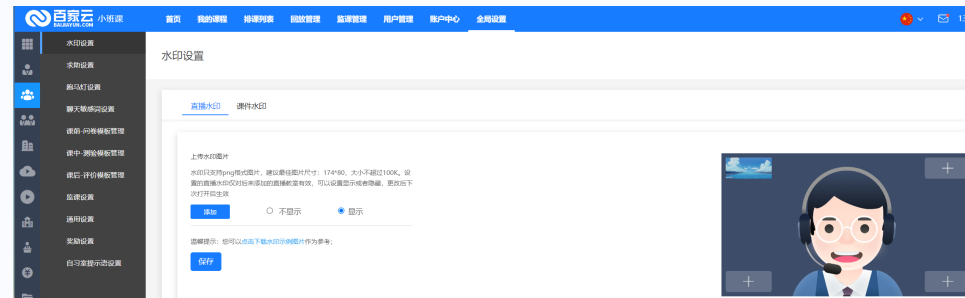 百家云 小班课
BAIJIAYUN.COM
首页 我的课程 排课列表 回放管理 监课管理 用户管理 账户中心 全局设置
水印设置
求助设置
跑马灯设置
聊天敏感词设置
课前-问卷模板管理
课中-测验模板管理
课后-评价模板管理
监课设置
通用设置
奖励设置
自习室提示语设置
水印设置
直播水印 课件水印
上传水印图片
水印只支持png格式图片，建议最佳图片尺寸：174*80，大小不超过100K。设
置的直播水印仅对后来添加的直播教室有效，可以设置显示或者隐藏，更改后下
次打开后生效
添加 不显示 显示
温馨提示：您可以点击下载水印示例图片作为参考；
保存